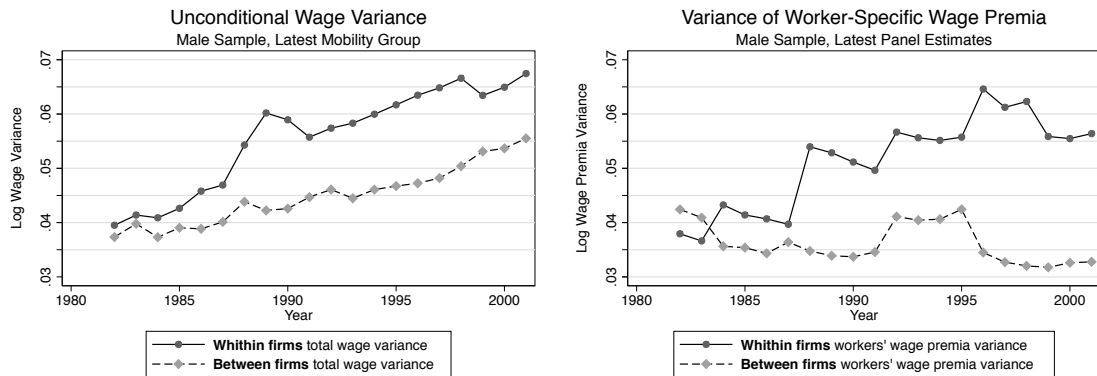 Unconditional Wage Variance
Male Sample, Latest Mobility Group
.07
.06
.05
.04
.03
Log Wage Variance
1980 1985 1990 1995 2000
Year
Whithin firms total wage variance
Between firms total wage variance
Variance of Worker-Specific Wage Premia
Male Sample, Latest Panel Estimates
.07
.06
.05
.04
.03
Log Wage Premia Variance
1980 1985 1990 1995 2000
Year
Whithin firms workers' wage premia variance
Between firms workers' wage premia variance